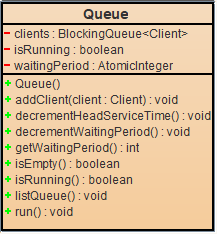 Queue
- clients : BlockingQueue<Client>
- isRunning : boolean
- waitingPeriod : AtomicInteger
+ Queue()
+ addClient(client : Client) : void
+ decrementHeadServiceTime() : void
+ decrementWaitingPeriod() : void
+ getWaitingPeriod() : int
+ isEmpty() : boolean
+ isRunning() : boolean
+ listQueue() : void
+ run() : void